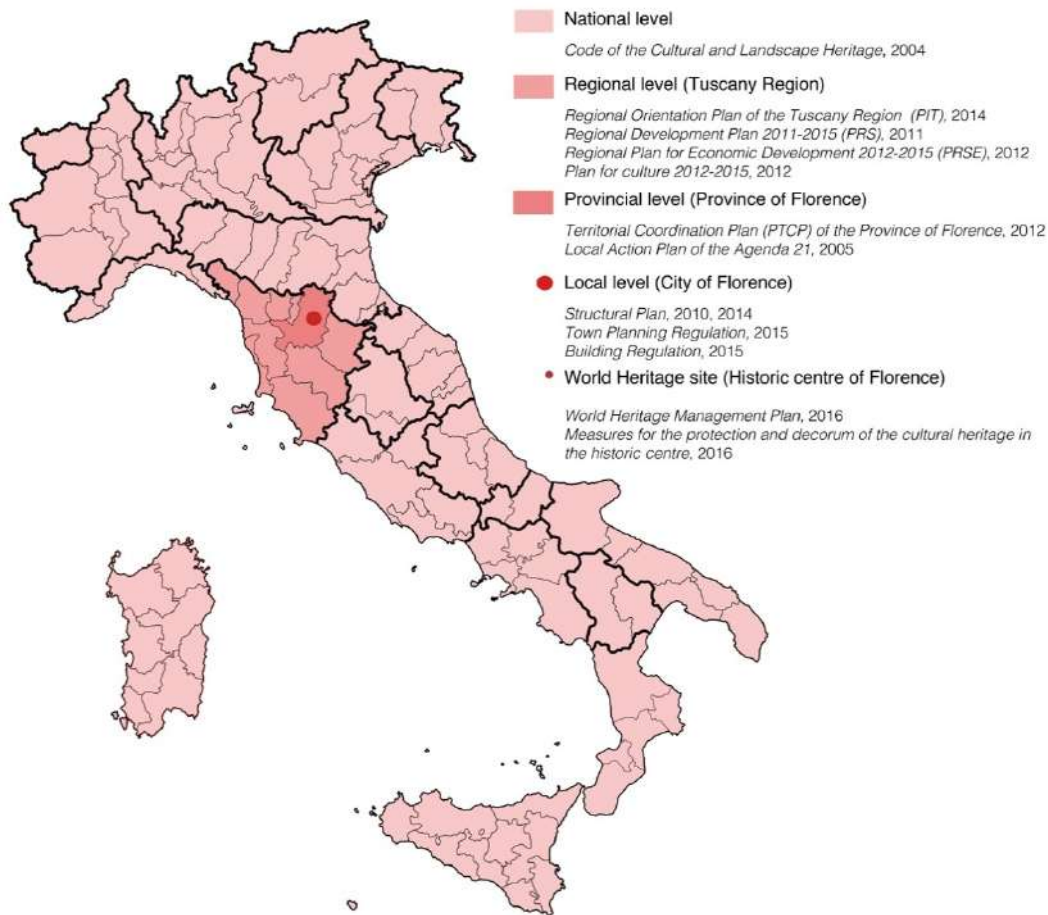 National level
Code of the Cultural and Landscape Heritage, 2004
Regional level (Tuscany Region)
Regional Orientation Plan of the Tuscany Region (PIT), 2014
Regional Development Plan 2011-2015 (PRS), 2011
Regional Plan for Economic Development 2012-2015 (PRSE), 2012
Plan for culture 2012-2015, 2012
Provincial level (Province of Florence)
Territorial Coordination Plan (PTCP) of the Province of Florence, 2012
Local Action Plan of the Agenda 21, 2005
Local level (City of Florence)
Structural Plan, 2010, 2014
Town Planning Regulation, 2015
Building Regulation, 2015
World Heritage site (Historic centre of Florence)
World Heritage Management Plan, 2016
Measures for the protection and decorum of the cultural heritage in
the historic centre, 2016